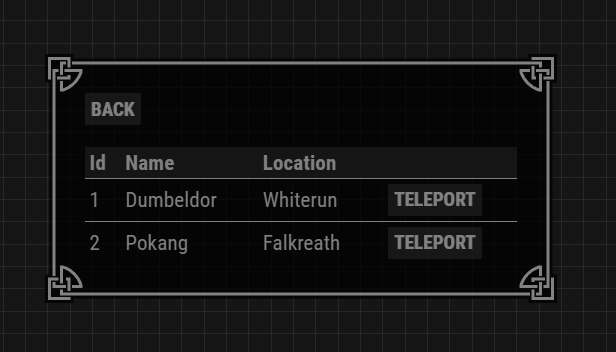 BACK
Id Name Location
1 Dumbeldor Whiterun TELEPORT
2 Pokang Falkreath TELEPORT